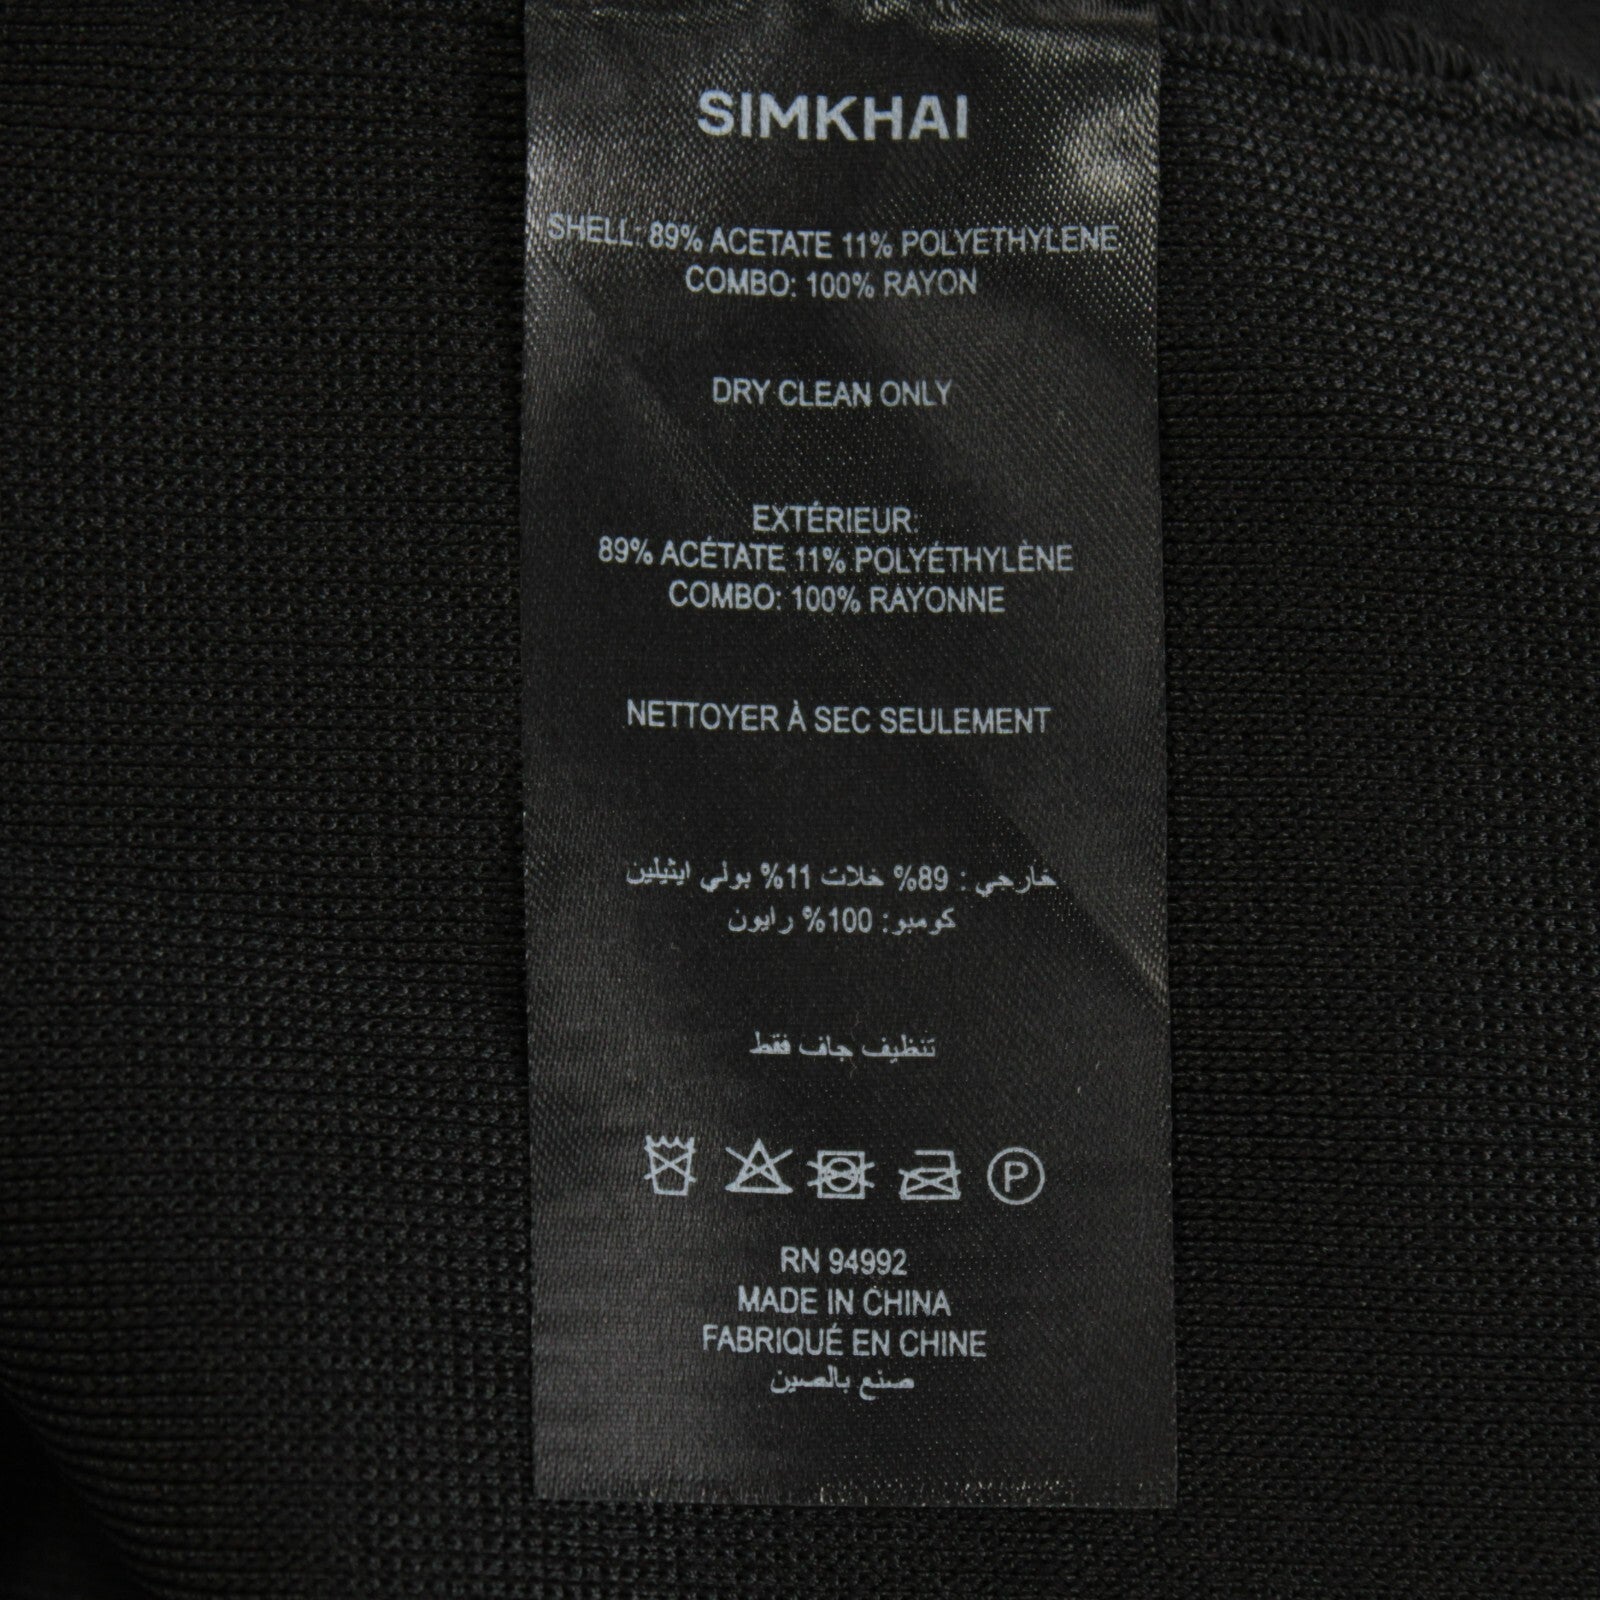 SIMKHAI
SHELL: 89% ACETATE 11% POLYETHYLENE
COMBO: 100% RAYON
DRY CLEAN ONLY
EXTÉRIEUR:
89% ACÉTATE 11% POLYÉTHYLÈNE
COMBO: 100% RAYONNE
NETTOYER À SEC SEULEMENT
خارجي : 89% خلات 11% بولي ايثيلين
كومبو: 100% رايون
تنظيف جاف فقط
P
RN 94992
MADE IN CHINA
FABRIQUÉ EN CHINE
صنع بالصين